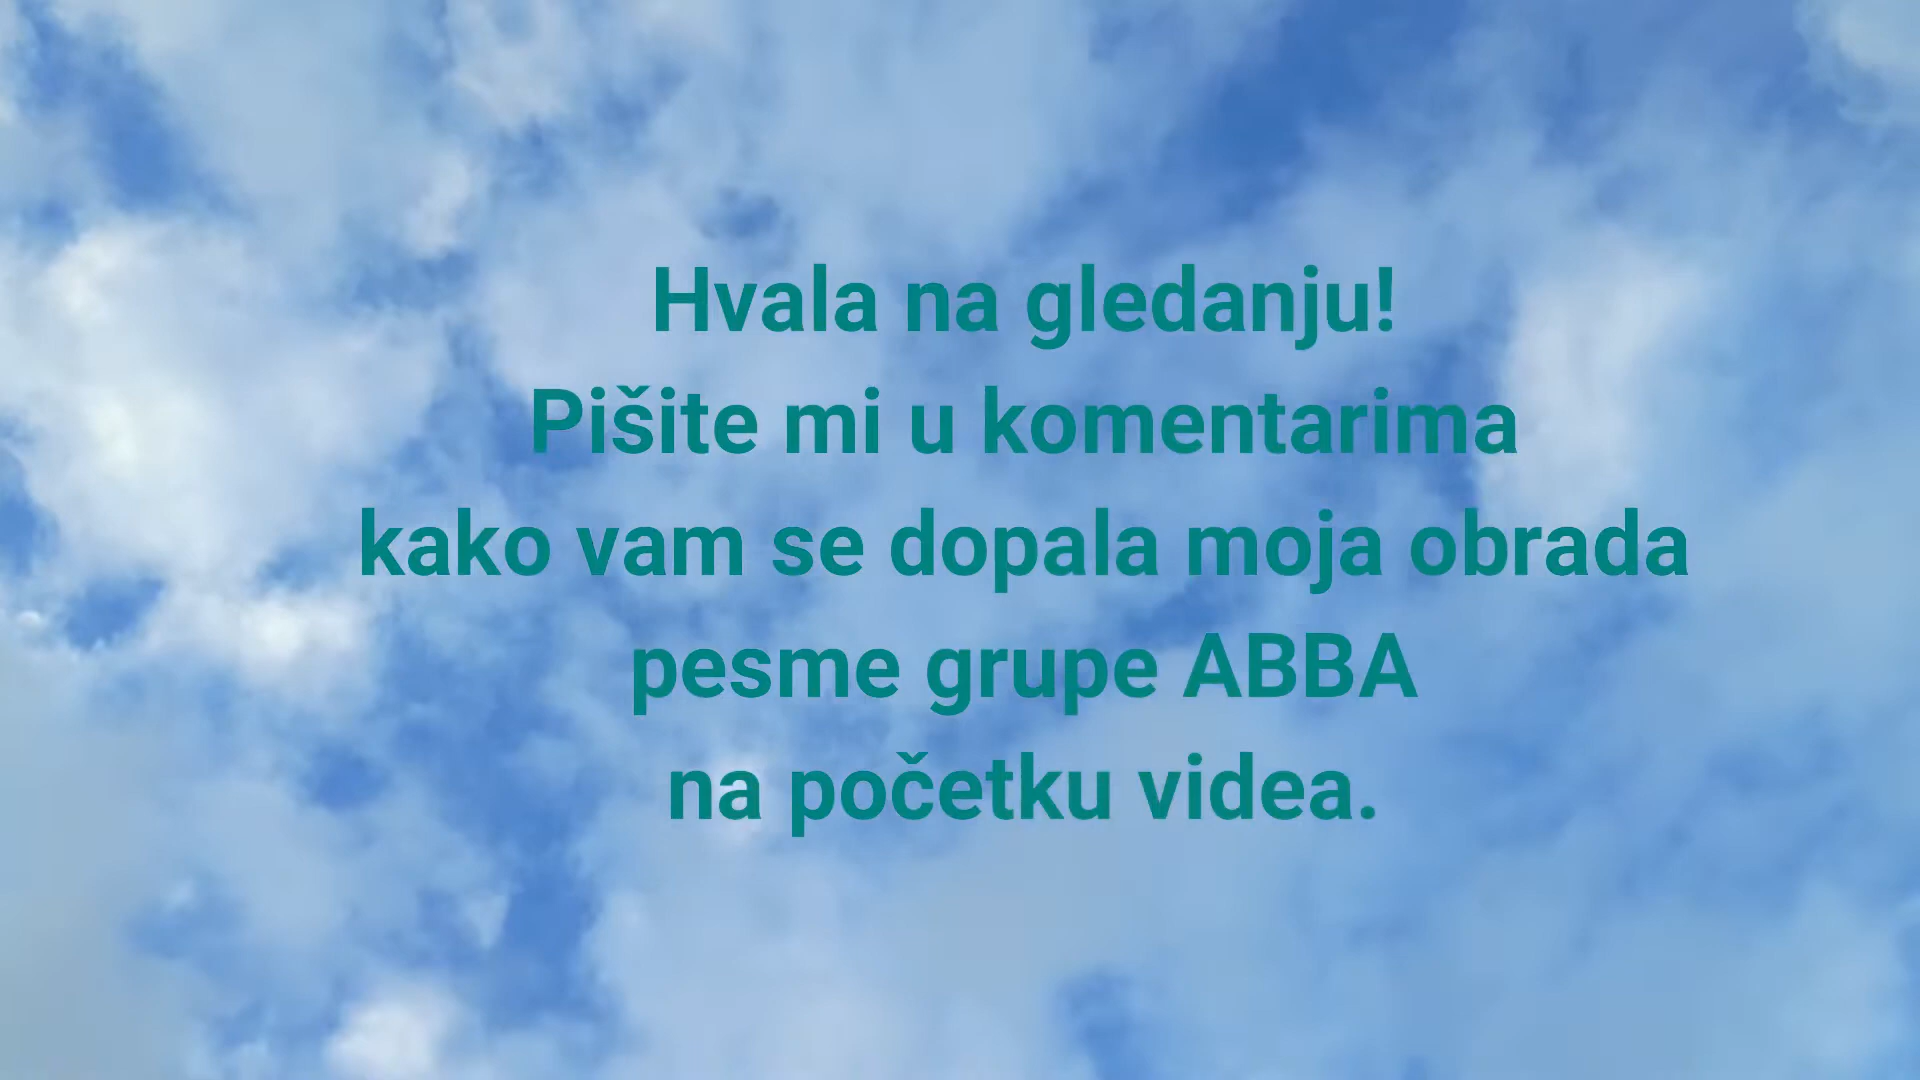 Hvala na gledanju!
Pišite mi u komentarima
kako vam se dopala moja obrada
pesme grupe ABBA
na početku videa.